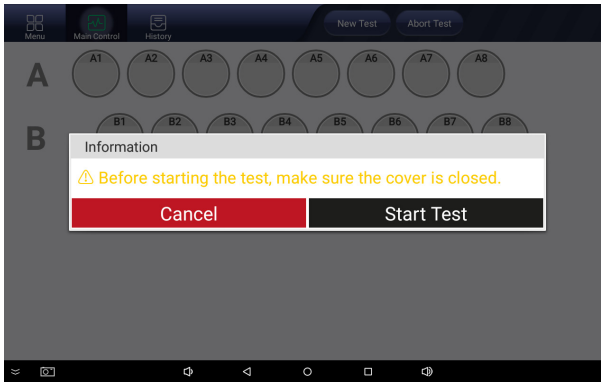 New Test Abort Test
Menu Main Control History
A A1 A2 A3 A4 A5 A6 A7 A8
B B1 B2 B3 B4 B5 B6 B7 B8
Information
Before starting the test, make sure the cover is closed.
Cancel Start Test